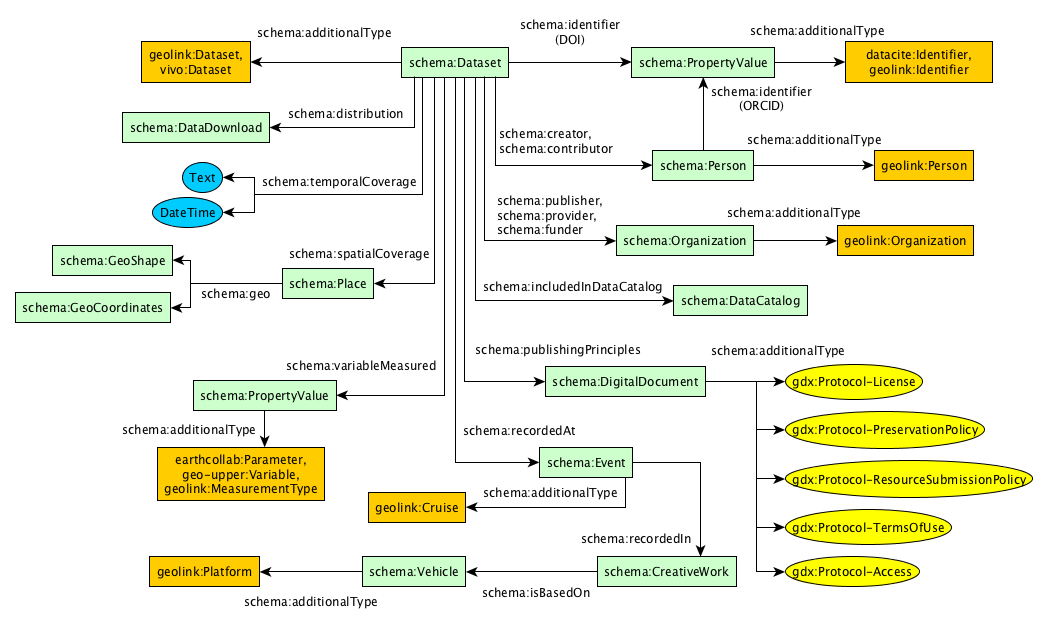 schema:identifier
(DOI)
schema:additionalType
schema:additionalType
geolink:Dataset,
vivo:Dataset
schema:Dataset
schema:PropertyValue
datacite:Identifier,
geolink:Identifier
schema:identifier
(ORCID)
schema:distribution
schema:DataDownload
schema:creator,
schema:contributor
schema:additionalType
schema:Person
geolink:Person
Text
schema:temporalCoverage
DateTime
schema:publisher,
schema:provider,
schema:funder
schema:additionalType
schema:Organization
geolink:Organization
schema:spatialCoverage
schema:GeoShape
schema:Place
schema:geo
schema:GeoCoordinates
schema:includedInDataCatalog
schema:DataCatalog
schema:publishingPrinciples
schema:additionalType
schema:variableMeasured
schema:DigitalDocument
gdx:Protocol-License
schema:PropertyValue
schema:additionalType
schema:recordedAt
gdx:Protocol-PreservationPolicy
earthcollab:Parameter,
geo-upper:Variable,
geolink:MeasurementType
schema:Event
gdx:Protocol-ResourceSubmissionPolicy
schema:additionalType
geolink:Cruise
gdx:Protocol-TermsOfUse
schema:recordedIn
geolink:Platform
schema:Vehicle
schema:CreativeWork
gdx:Protocol-Access
schema:isBasedOn
schema:additionalType